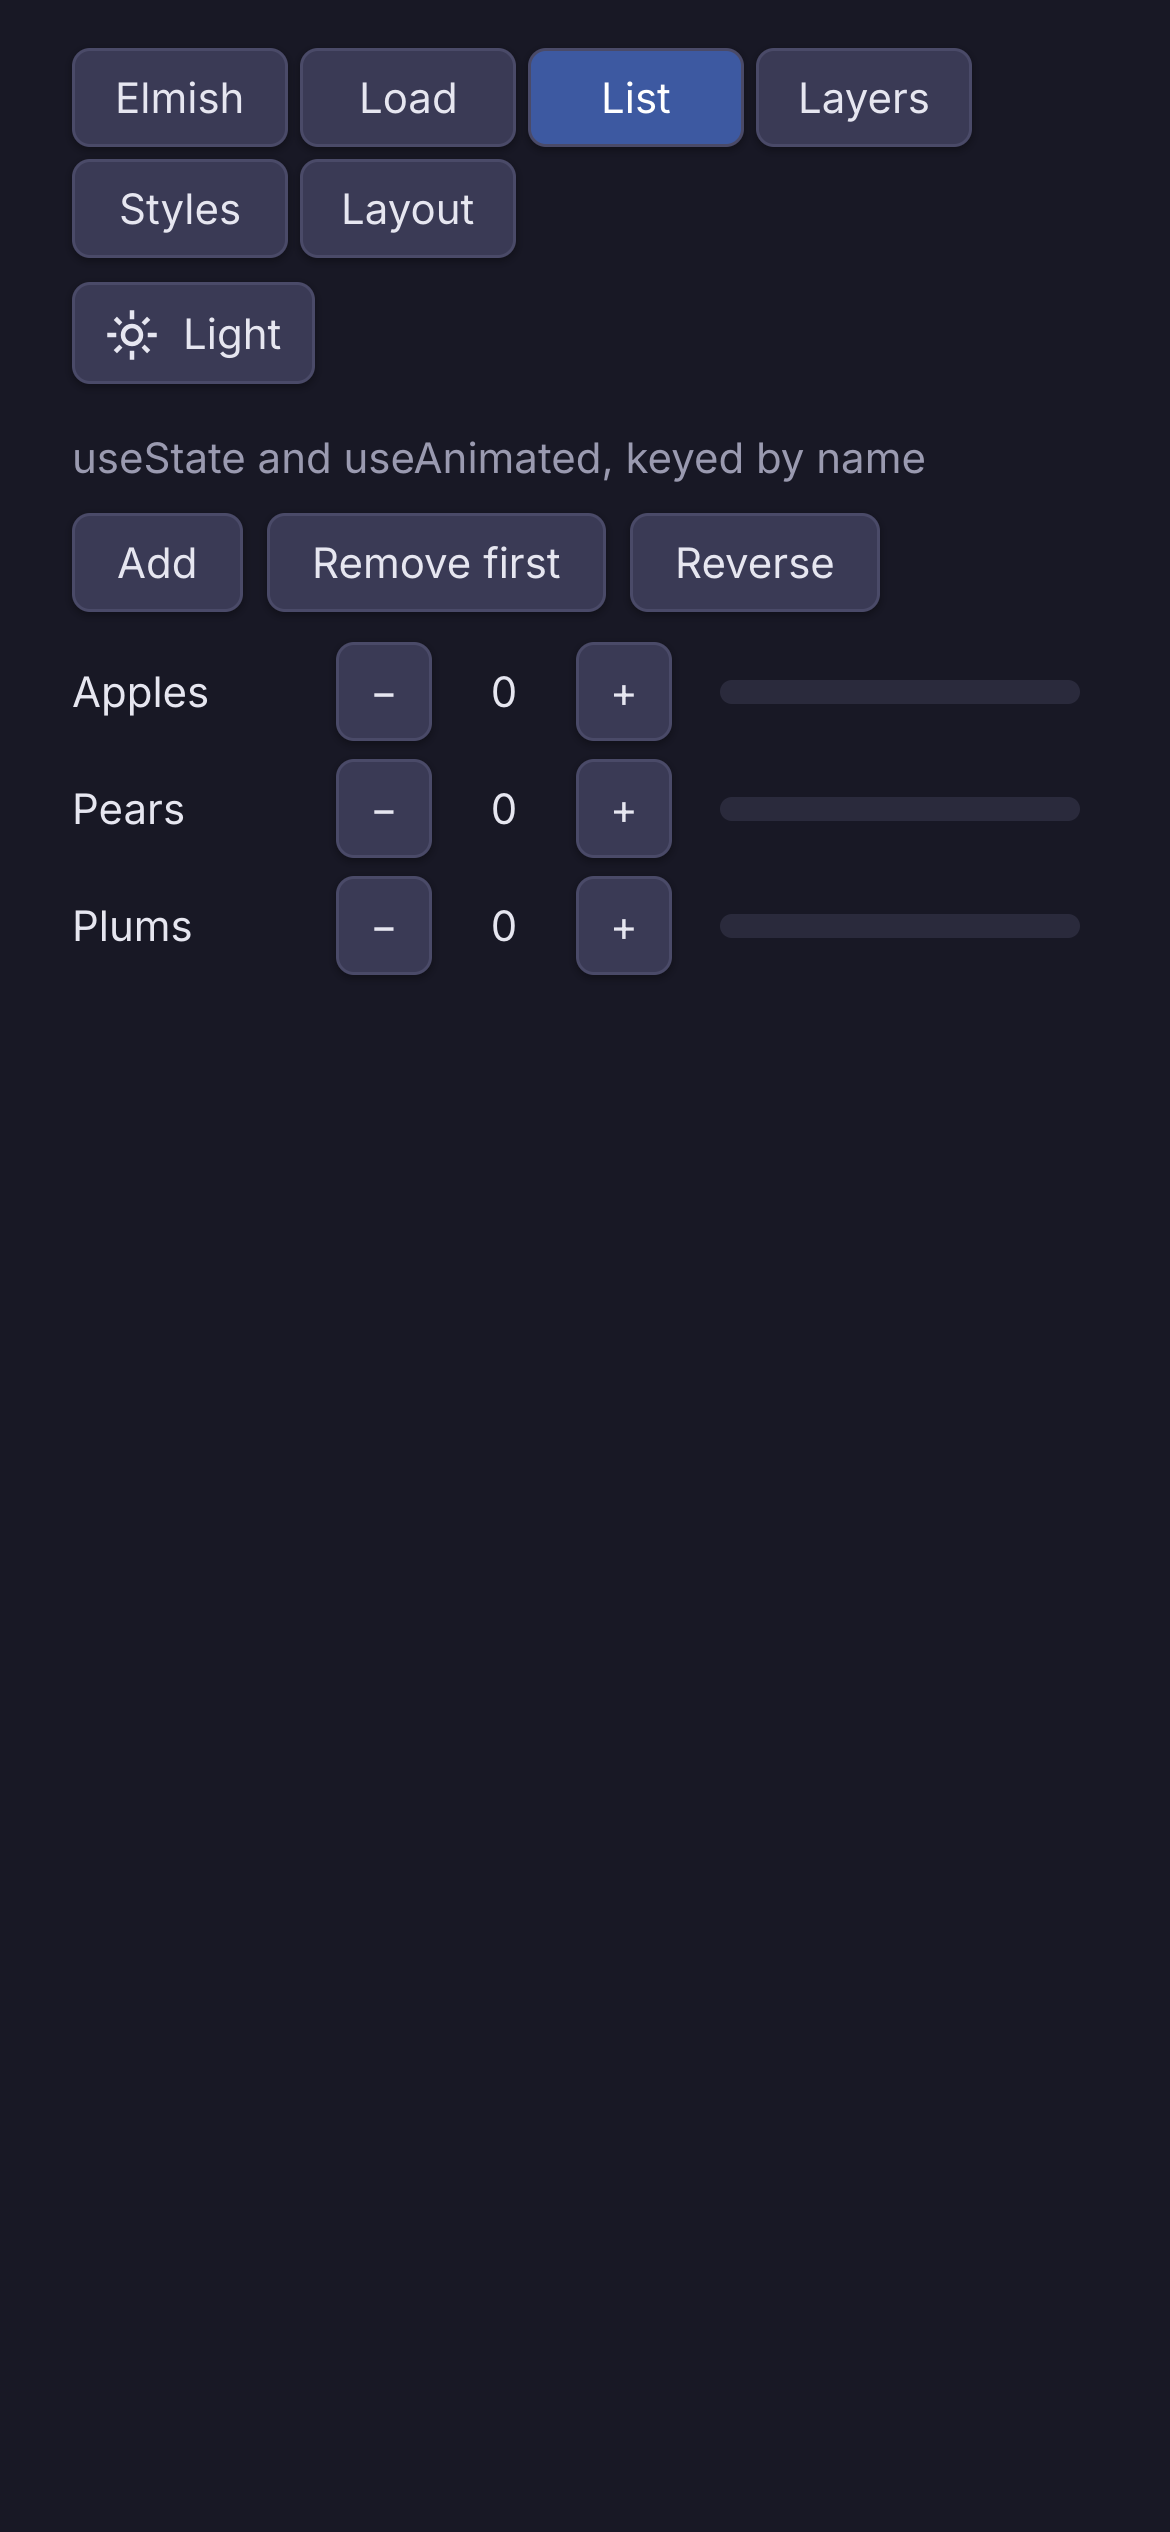 Elmish Load List Layers
Styles Layout
Light
useState and useAnimated, keyed by name
Add Remove first Reverse
Apples − 0 +
Pears − 0 +
Plums − 0 +